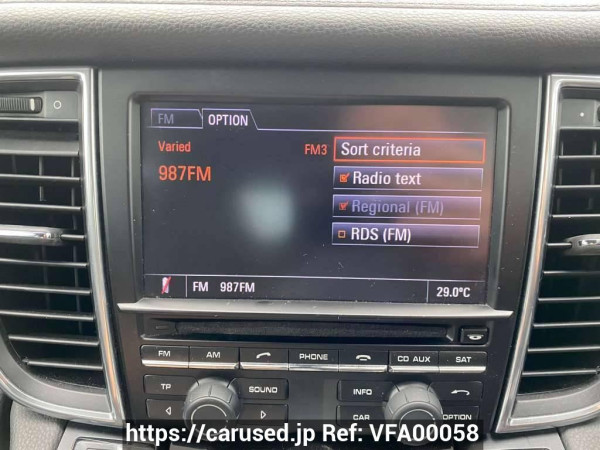 FM OPTION
Varied FM3 Sort criteria
987FM Radio text
Regional (FM)
RDS (FM)
FM 987FM 29.0°C
FM AM PHONE CD AUX SAT
TP SOUND INFO
CAR OPTION
https://carused.jp Ref: VFA00058